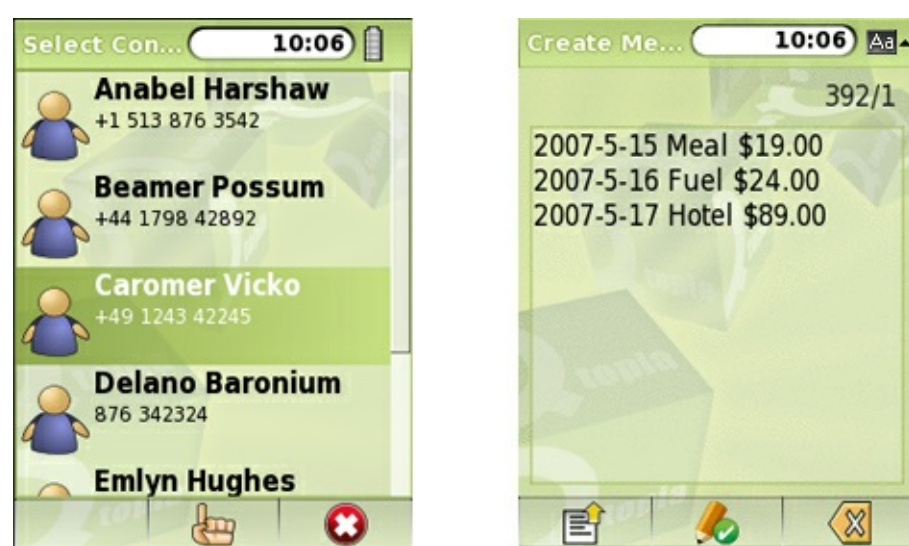 Select Con... 10:06
Anabel Harshaw
+1 513 876 3542
Beamer Possum
+44 1798 42892
Caromer Vicko
+49 1243 42245
Delano Baronium
876 342324
Emlyn Hughes
Create Me... 10:06 Aa
392/1
2007-5-15 Meal $19.00
2007-5-16 Fuel $24.00
2007-5-17 Hotel $89.00
topia